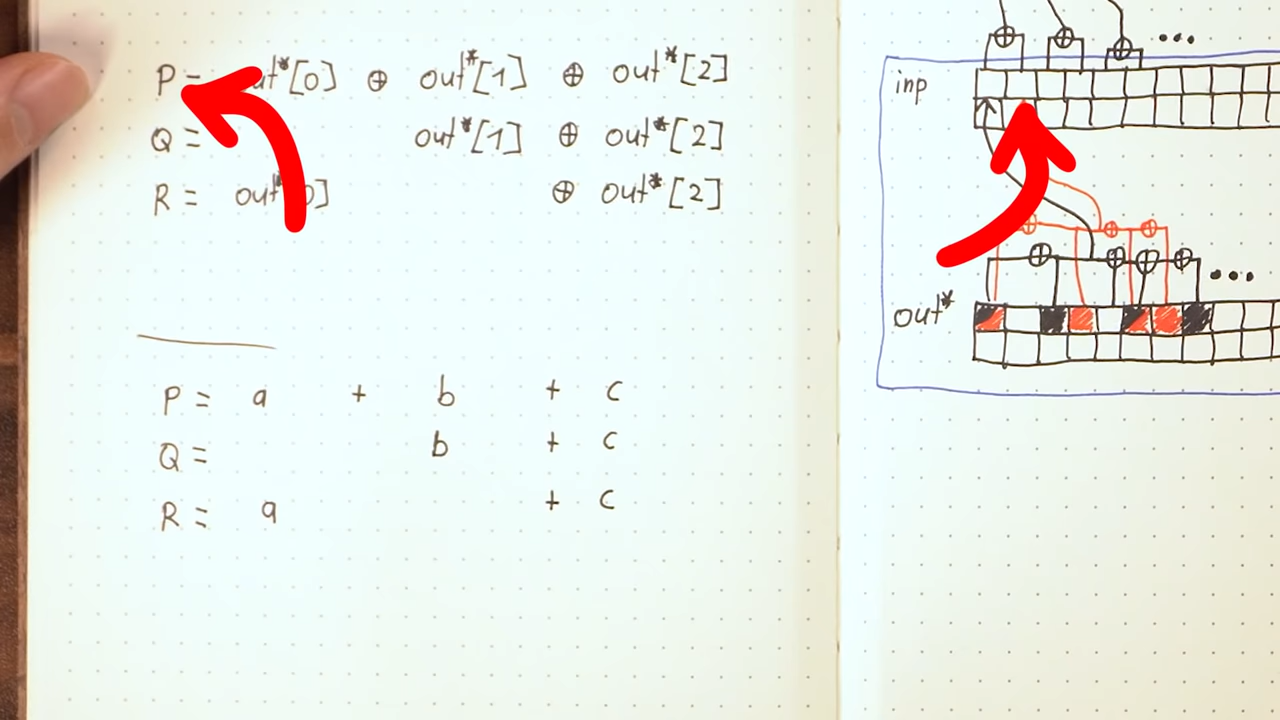 P = out*[0] ⊕ out*[1] ⊕ out*[2]
Q = out*[1] ⊕ out*[2]
R = out*[0] ⊕ out*[2]
P = a + b + c
Q = b + c
R = a + c
...
inp
...
out*